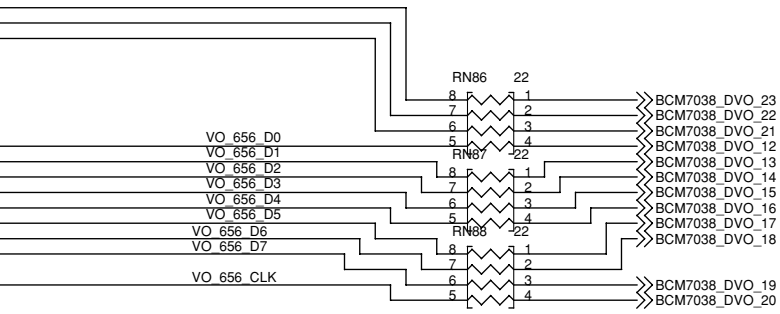 RN86 22
8 1 BCM7038_DVO_23
7 2 BCM7038_DVO_22
6 3 BCM7038_DVO_21
VO_656_D0 5 4 BCM7038_DVO_12
RN87 22
VO_656_D1 8 1 BCM7038_DVO_13
VO_656_D2 7 2 BCM7038_DVO_14
VO_656_D3 6 3 BCM7038_DVO_15
VO_656_D4 5 4 BCM7038_DVO_16
RN88 22
VO_656_D5 8 1 BCM7038_DVO_17
VO_656_D6 7 2 BCM7038_DVO_18
VO_656_D7 6 3 BCM7038_DVO_19
VO_656_CLK 5 4 BCM7038_DVO_20